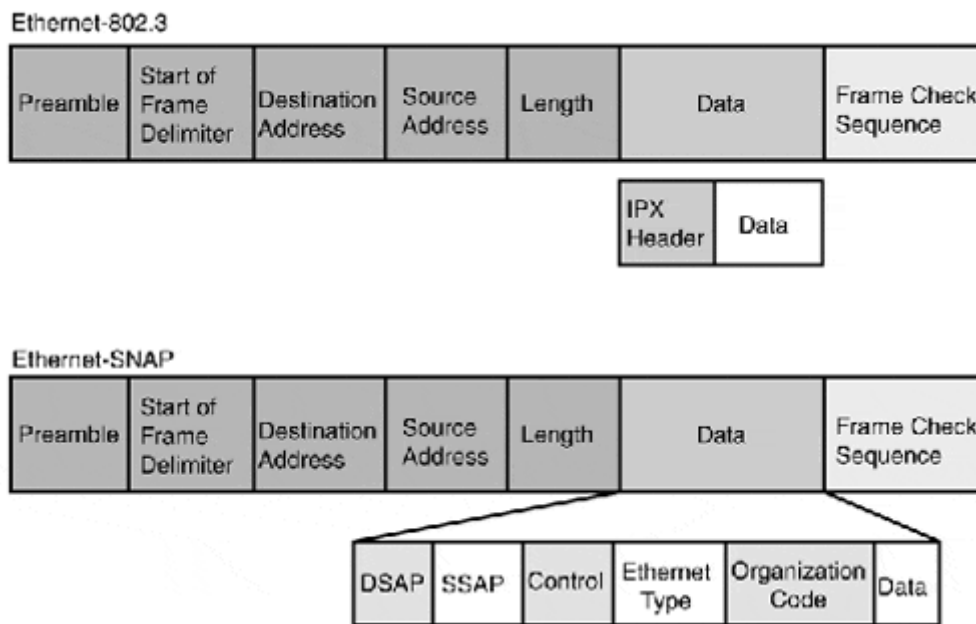 Ethernet-802.3
Preamble
Start of
Frame
Delimiter
Destination
Address
Source
Address
Length
Data
Frame Check
Sequence
IPX
Header
Data
Ethernet-SNAP
Preamble
Start of
Frame
Delimiter
Destination
Address
Source
Address
Length
Data
Frame Check
Sequence
DSAP
SSAP
Control
Ethernet
Type
Organization
Code
Data